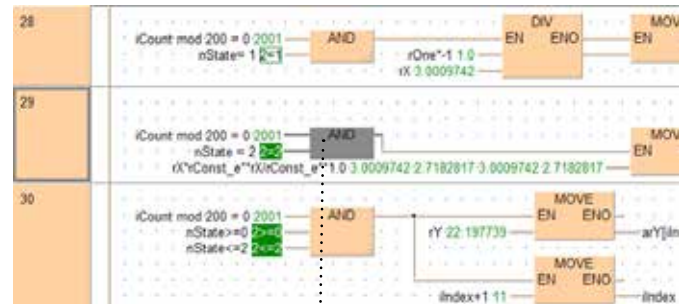 28
DIV
MOV
iCount mod 200 = 0 2001
AND
EN
ENO
EN
nState= 1 2=1
rOne*-1 1.0
rX 3.0009742
29
iCount mod 200 = 0 2001
AND
MOV
nState = 2 2=2
EN
rX*rConst_e**rX/rConst_e**1.0 3.0009742 2.7182817 3.0009742 2.7182817
30
MOVE
iCount mod 200 = 0 2001
AND
EN
ENO
nState>=0 2>=0
rY 22.197739
arY[iIn
nState<=2 2<=2
MOVE
EN
ENO
iIndex+1 11
iIndex